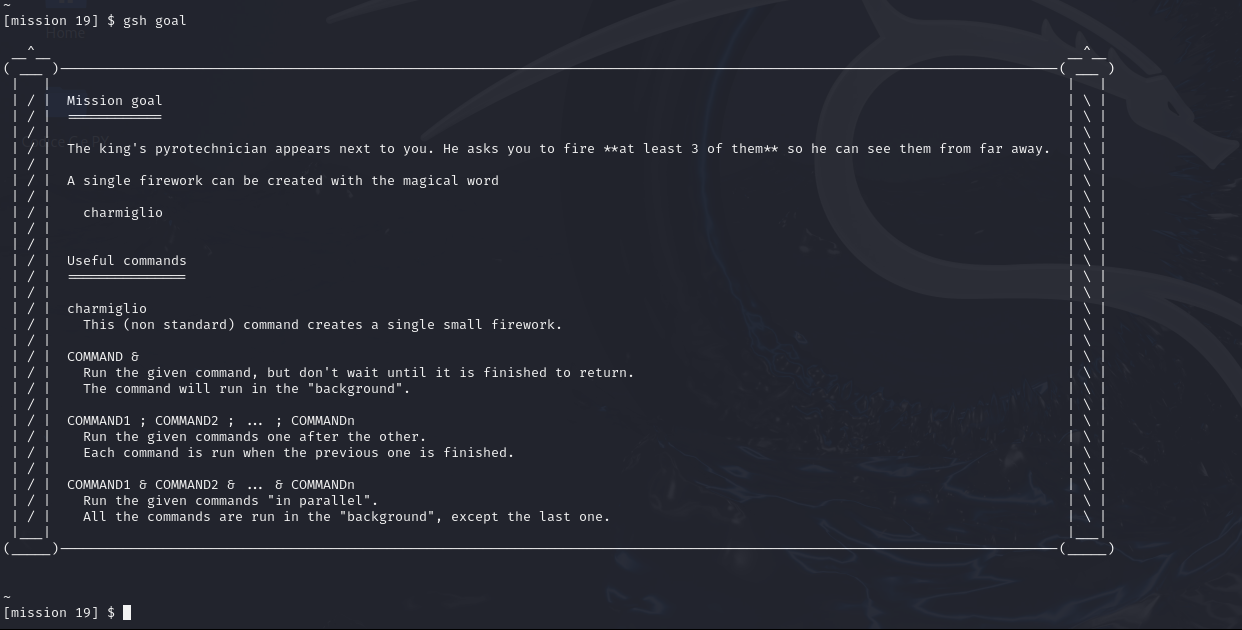 ~
[mission 19] $ gsh goal
Home
Mission goal
============
The king's pyrotechnician appears next to you. He asks you to fire **at least 3 of them** so he can see them from far away.
A single firework can be created with the magical word
charmiglio
Useful commands
===============
charmiglio
This (non standard) command creates a single small firework.
COMMAND &
Run the given command, but don't wait until it is finished to return.
The command will run in the "background".
COMMAND1 ; COMMAND2 ; ... ; COMMANDn
Run the given commands one after the other.
Each command is run when the previous one is finished.
COMMAND1 & COMMAND2 & ... & COMMANDn
Run the given commands "in parallel".
All the commands are run in the "background", except the last one.
~
[mission 19] $